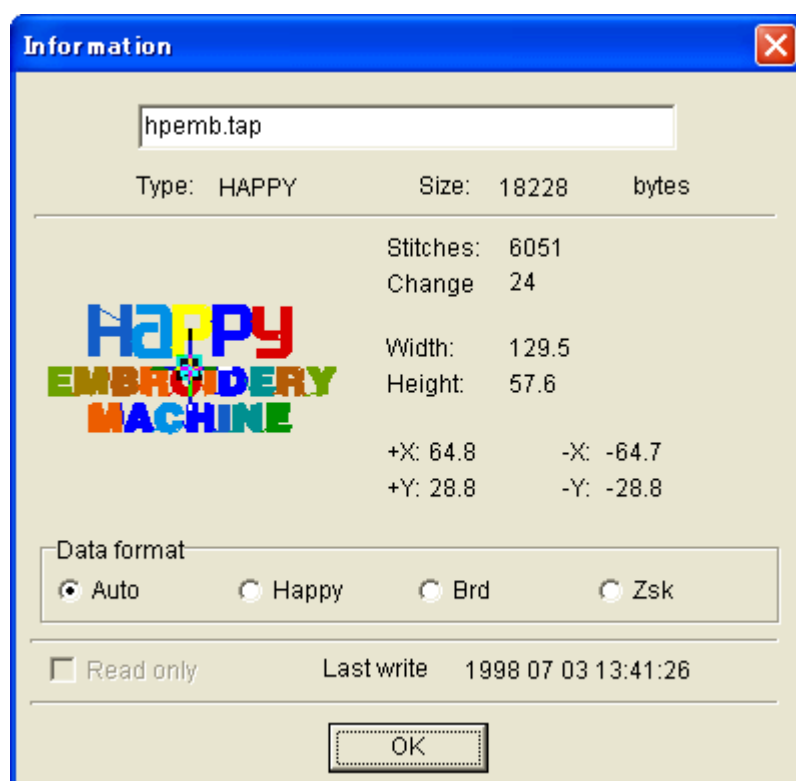 Information
hpemb.tap
Type: HAPPY Size: 18228 bytes
Stitches: 6051
Change 24
Width: 129.5
Height: 57.6
+X: 64.8 -X: -64.7
+Y: 28.8 -Y: -28.8
HAPPY
EMBROIDERY
MACHINE
Data format
Auto Happy Brd Zsk
Read only Last write 1998 07 03 13:41:26
OK